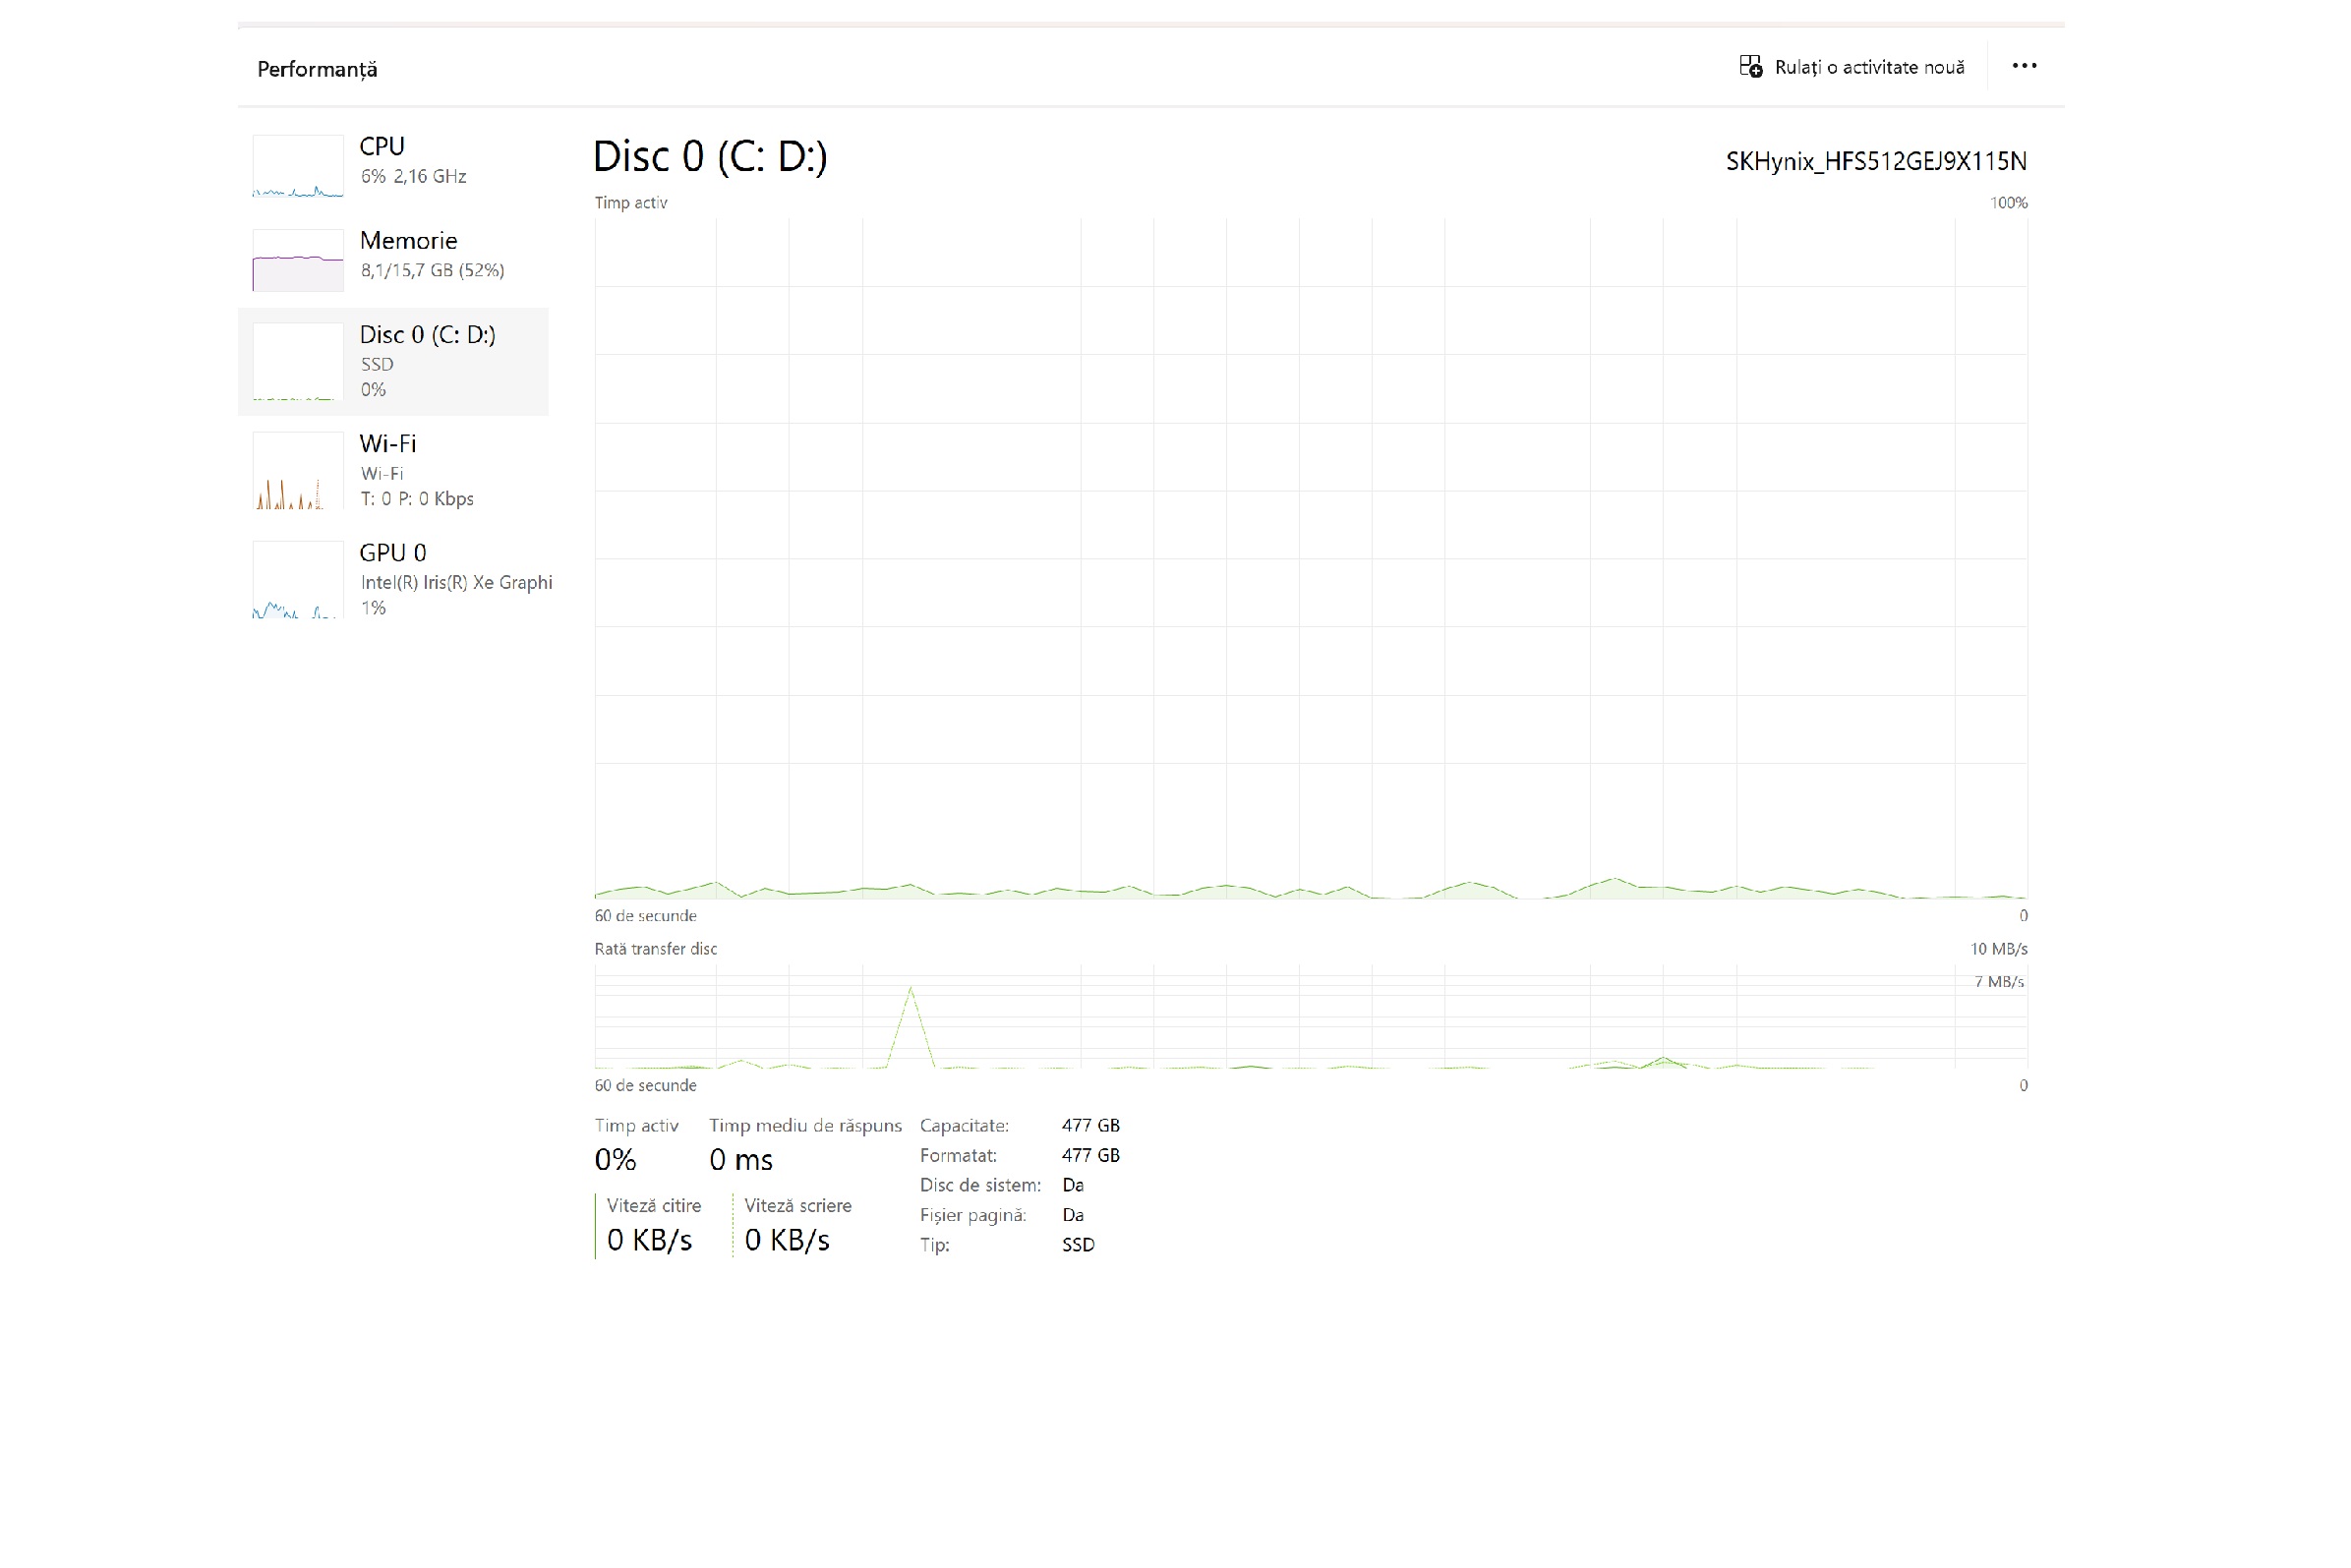 Performanță
Rulați o activitate nouă
CPU
6% 2,16 GHz
Memorie
8,1/15,7 GB (52%)
Disc 0 (C: D:)
SSD
0%
Wi-Fi
Wi-Fi
T: 0 P: 0 Kbps
GPU 0
Intel(R) Iris(R) Xe Graphi
1%
Disc 0 (C: D:)
SKHynix_HFS512GEJ9X115N
Timp activ
100%
60 de secunde
0
Rată transfer disc
10 MB/s
7 MB/s
60 de secunde
0
Timp activ
0%
Timp mediu de răspuns
0 ms
Viteză citire
0 KB/s
Viteză scriere
0 KB/s
Capacitate: 477 GB
Formatat: 477 GB
Disc de sistem: Da
Fișier pagină: Da
Tip: SSD